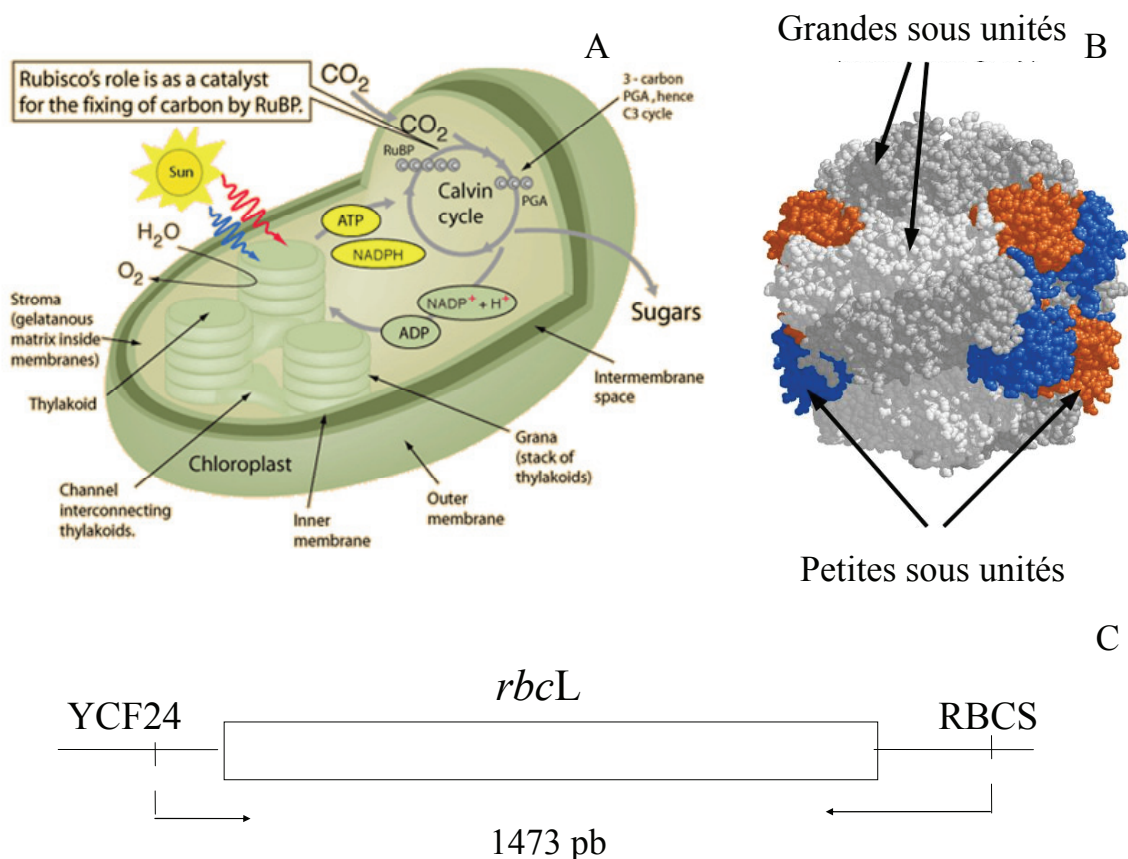 A
Rubisco's role is as a catalyst
for the fixing of carbon by RuBP.
CO2
3 - carbon
PGA, hence
C3 cycle
CO2
RuBP
C C C C C
C C C
PGA
Calvin
cycle
Sun
H2O
O2
ATP
NADPH
NADP+ + H+
ADP
Sugars
Stroma
(gelatanous
matrix inside
membranes)
Thylakoid
Intermembrane
space
Chloroplast
Grana
(stack of
thylakoids)
Channel
interconnecting
thylakoids.
Inner
membrane
Outer
membrane
Grandes sous unités
B
Petites sous unités
C
rbcL
YCF24
RBCS
1473 pb